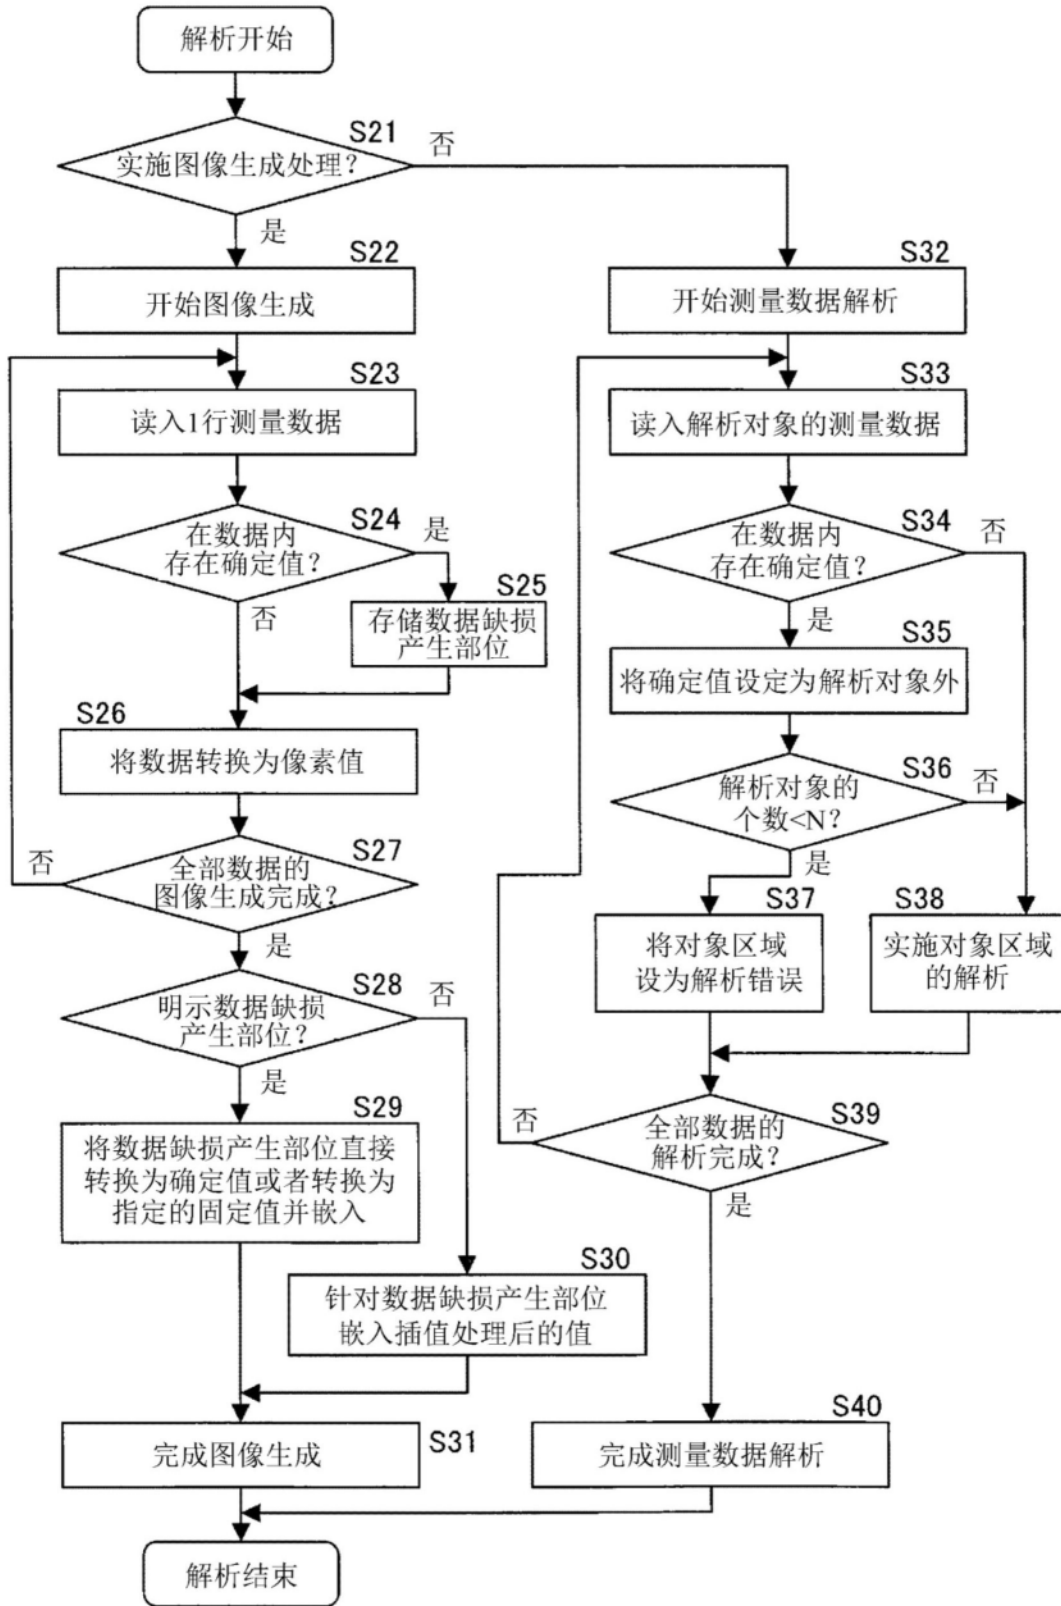 解析开始
S21
实施图像生成处理？
否
是
S22
开始图像生成
S23
读入1行测量数据
S24
在数据内
存在确定值？
是
否
S25
存储数据缺损
产生部位
S26
将数据转换为像素值
S27
全部数据的
图像生成完成？
否
是
S28
明示数据缺损
产生部位？
否
是
S29
将数据缺损产生部位直接
转换为确定值或者转换为
指定的固定值并嵌入
S30
针对数据缺损产生部位
嵌入插值处理后的值
S31
完成图像生成
S32
开始测量数据解析
S33
读入解析对象的测量数据
S34
在数据内
存在确定值？
否
是
S35
将确定值设定为解析对象外
S36
解析对象的
个数<N？
否
是
S37
将对象区域
设为解析错误
S38
实施对象区域
的解析
S39
全部数据的
解析完成？
否
是
S40
完成测量数据解析
解析结束